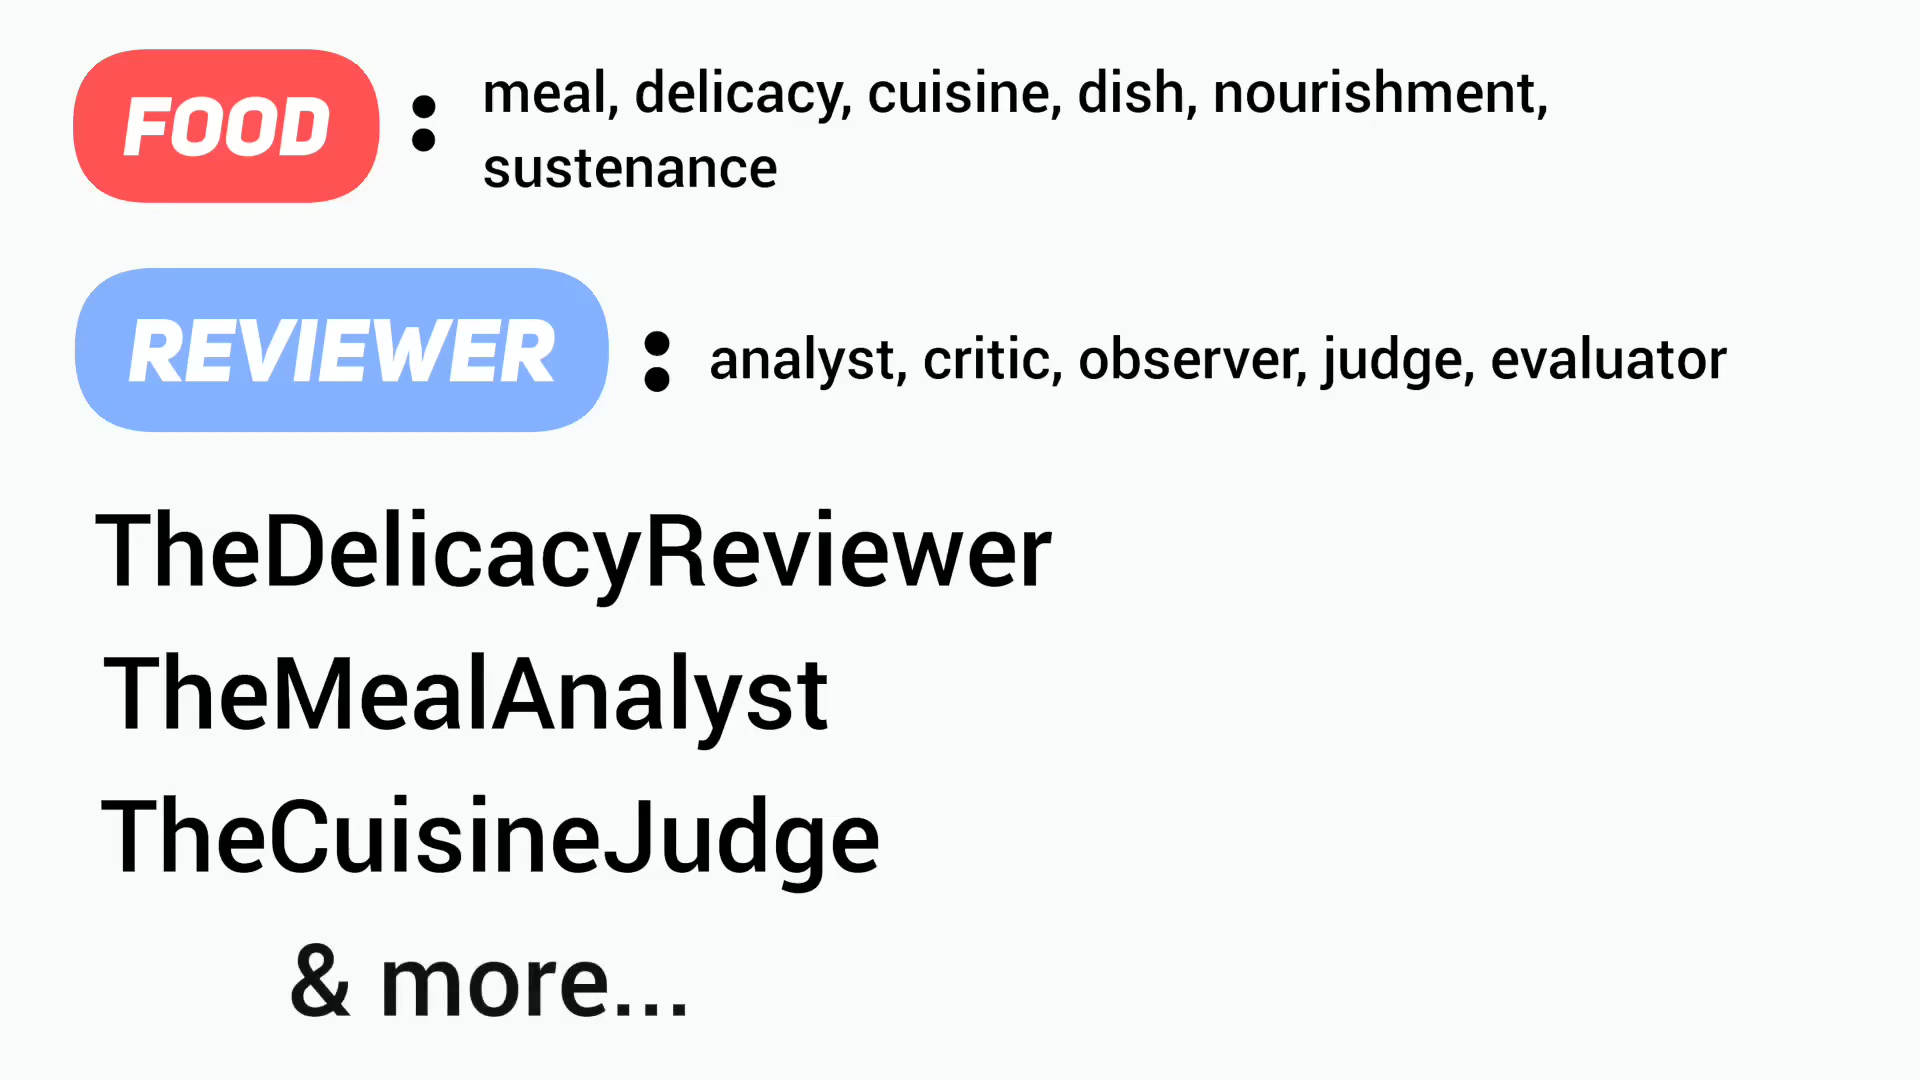 FOOD : meal, delicacy, cuisine, dish, nourishment,
sustenance
REVIEWER : analyst, critic, observer, judge, evaluator
TheDelicacyReviewer
TheMealAnalyst
TheCuisineJudge
& more...